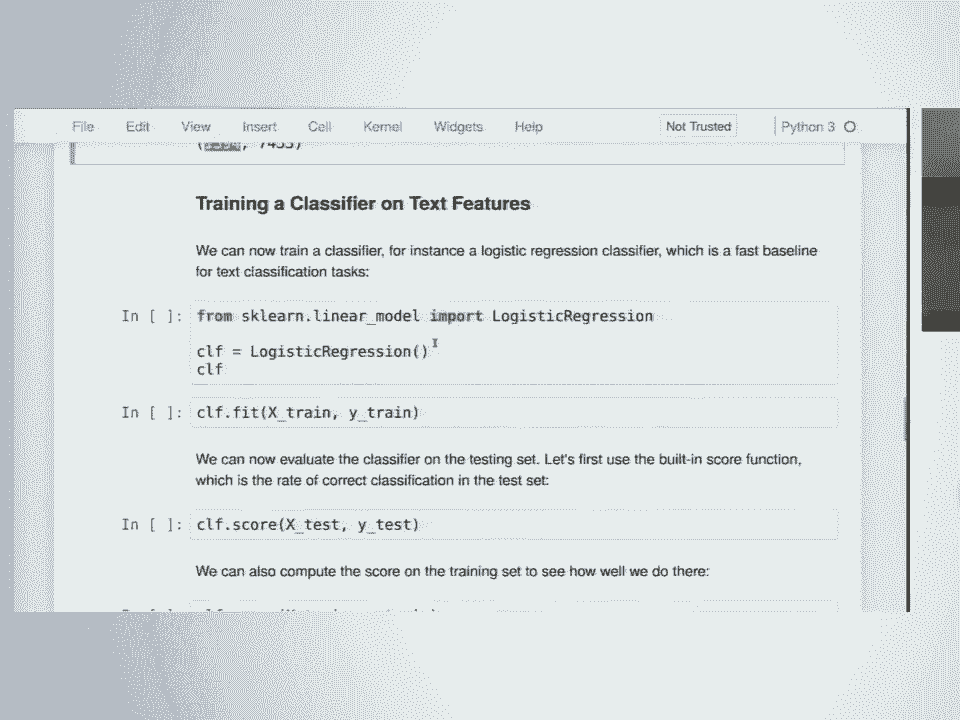 File Edit View Insert Cell Kernel Widgets Help Not Trusted Python 3
, 7453)
Training a Classifier on Text Features
We can now train a classifier, for instance a logistic regression classifier, which is a fast baseline
for text classification tasks:
In [ ]: from sklearn.linear_model import LogisticRegression
clf = LogisticRegression()
clf
In [ ]: clf.fit(X_train, y_train)
We can now evaluate the classifier on the testing set. Let's first use the built-in score function,
which is the rate of correct classification in the test set:
In [ ]: clf.score(X_test, y_test)
We can also compute the score on the training set to see how well we do there: